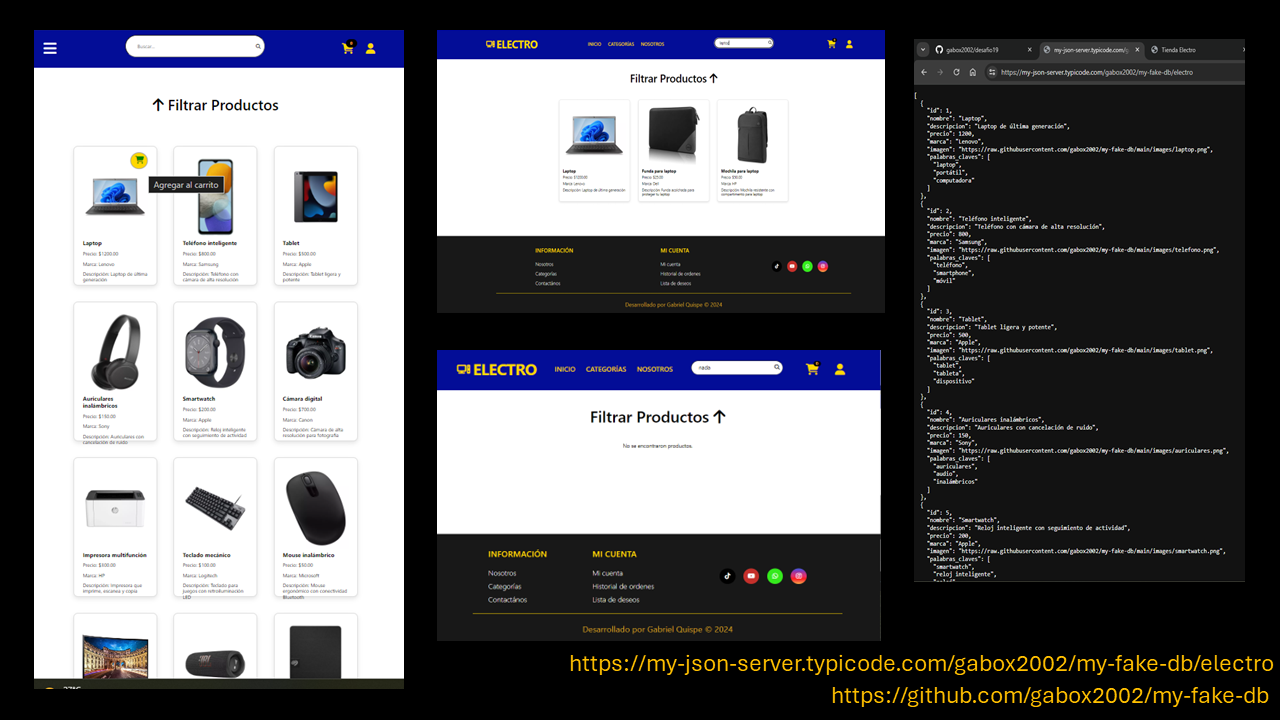 Buscar...
0
Filtrar Productos
Agregar al carrito
Laptop
Precio: $1200.00
Marca: Lenovo
Descripción: Laptop de última
generación
Teléfono inteligente
Precio: $800.00
Marca: Samsung
Descripción: Teléfono con
cámara de alta resolución
Tablet
Precio: $500.00
Marca: Apple
Descripción: Tablet ligera y
potente
Auriculares
inalámbricos
Precio: $150.00
Marca: Sony
Descripción: Auriculares con
cancelación de ruido
Smartwatch
Precio: $200.00
Marca: Apple
Descripción: Reloj inteligente
con seguimiento de actividad
Cámara digital
Precio: $700.00
Marca: Canon
Descripción: Cámara de alta
resolución para fotografía
Impresora multifunción
Precio: $300.00
Marca: HP
Descripción: Impresora que
imprime, escanea y copia
Teclado mecánico
Precio: $100.00
Marca: Logitech
Descripción: Teclado para
juegos con retroiluminación
LED
Mouse inalámbrico
Precio: $50.00
Marca: Microsoft
Descripción: Mouse
ergonómico con conectividad
Bluetooth
ELECTRO
INICIO CATEGORÍAS NOSOTROS
Filtrar Productos
Laptop
Precio: $1200.00
Marca: Lenovo
Descripción: Laptop de última generación
Funda para laptop
Precio: $25.00
Marca: Dell
Descripción: Funda acolchada para
proteger tu laptop
Mochila para laptop
Marca: HP
Descripción: Mochila resistente con
compartimento para laptop
INFORMACIÓN
Nosotros
Categorías
Contactános
MI CUENTA
Mi cuenta
Historial de ordenes
Lista de deseos
Desarrollado por Gabriel Quispe © 2024
ELECTRO
INICIO CATEGORÍAS NOSOTROS
nada
0
Filtrar Productos
No se encontraron productos.
INFORMACIÓN
Nosotros
Categorías
Contactános
MI CUENTA
Mi cuenta
Historial de ordenes
Lista de deseos
Desarrollado por Gabriel Quispe © 2024
gabox2002/desafio19
my-json-server.typicode.com/g
Tienda Electro
https://my-json-server.typicode.com/gabox2002/my-fake-db/electro
[
{
"id": 1,
"nombre": "Laptop",
"descripcion": "Laptop de última generación",
"precio": 1200,
"marca": "Lenovo",
"imagen": "https://raw.githubusercontent.com/gabox2002/my-fake-db/main/images/laptop.png",
"palabras_claves": [
"laptop",
"portátil",
"computadora"
]
},
{
"id": 2,
"nombre": "Teléfono inteligente",
"descripcion": "Teléfono con cámara de alta resolución",
"precio": 800,
"marca": "Samsung",
"imagen": "https://raw.githubusercontent.com/gabox2002/my-fake-db/main/images/telefono.png",
"palabras_claves": [
"teléfono",
"smartphone",
"móvil"
]
},
{
"id": 3,
"nombre": "Tablet",
"descripcion": "Tablet ligera y potente",
"precio": 500,
"marca": "Apple",
"imagen": "https://raw.githubusercontent.com/gabox2002/my-fake-db/main/images/tablet.png",
"palabras_claves": [
"tablet",
"tableta",
"dispositivo"
]
},
{
"id": 4,
"nombre": "Auriculares inalámbricos",
"descripcion": "Auriculares con cancelación de ruido",
"precio": 150,
"marca": "Sony",
"imagen": "https://raw.githubusercontent.com/gabox2002/my-fake-db/main/images/auriculares.png",
"palabras_claves": [
"auriculares",
"audio",
"inalámbricos"
]
},
{
"id": 5,
"nombre": "Smartwatch",
"descripcion": "Reloj inteligente con seguimiento de actividad",
"precio": 200,
"marca": "Apple",
"imagen": "https://raw.githubusercontent.com/gabox2002/my-fake-db/main/images/smartwatch.png",
"palabras_claves": [
"smartwatch",
"reloj inteligente",
https://my-json-server.typicode.com/gabox2002/my-fake-db/electro
https://github.com/gabox2002/my-fake-db